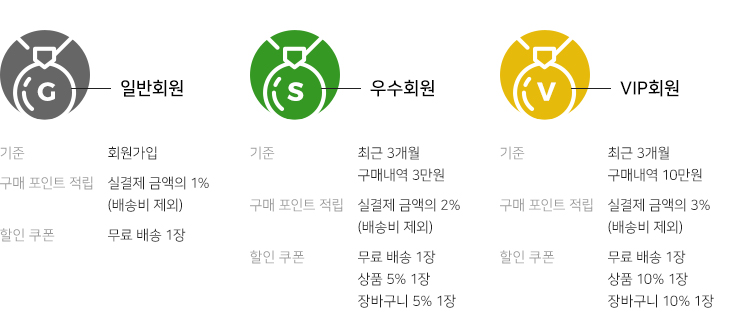 G
일반회원
기준
회원가입
구매 포인트 적립
실결제 금액의 1%
(배송비 제외)
할인 쿠폰
무료 배송 1장
S
우수회원
기준
최근 3개월
구매내역 3만원
구매 포인트 적립
실결제 금액의 2%
(배송비 제외)
할인 쿠폰
무료 배송 1장
상품 5% 1장
장바구니 5% 1장
V
VIP회원
기준
최근 3개월
구매내역 10만원
구매 포인트 적립
실결제 금액의 3%
(배송비 제외)
할인 쿠폰
무료 배송 1장
상품 10% 1장
장바구니 10% 1장